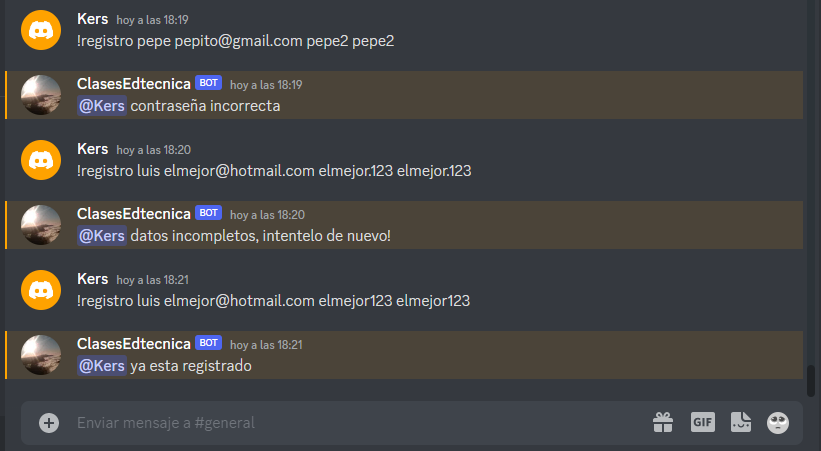 Kers hoy a las 18:19
!registro pepe pepito@gmail.com pepe2 pepe2
ClasesEdtecnica BOT hoy a las 18:19
@Kers contraseña incorrecta
Kers hoy a las 18:20
!registro luis elmejor@hotmail.com elmejor.123 elmejor.123
ClasesEdtecnica BOT hoy a las 18:20
@Kers datos incompletos, intentelo de nuevo!
Kers hoy a las 18:21
!registro luis elmejor@hotmail.com elmejor123 elmejor123
ClasesEdtecnica BOT hoy a las 18:21
@Kers ya esta registrado
Enviar mensaje a #general GIF